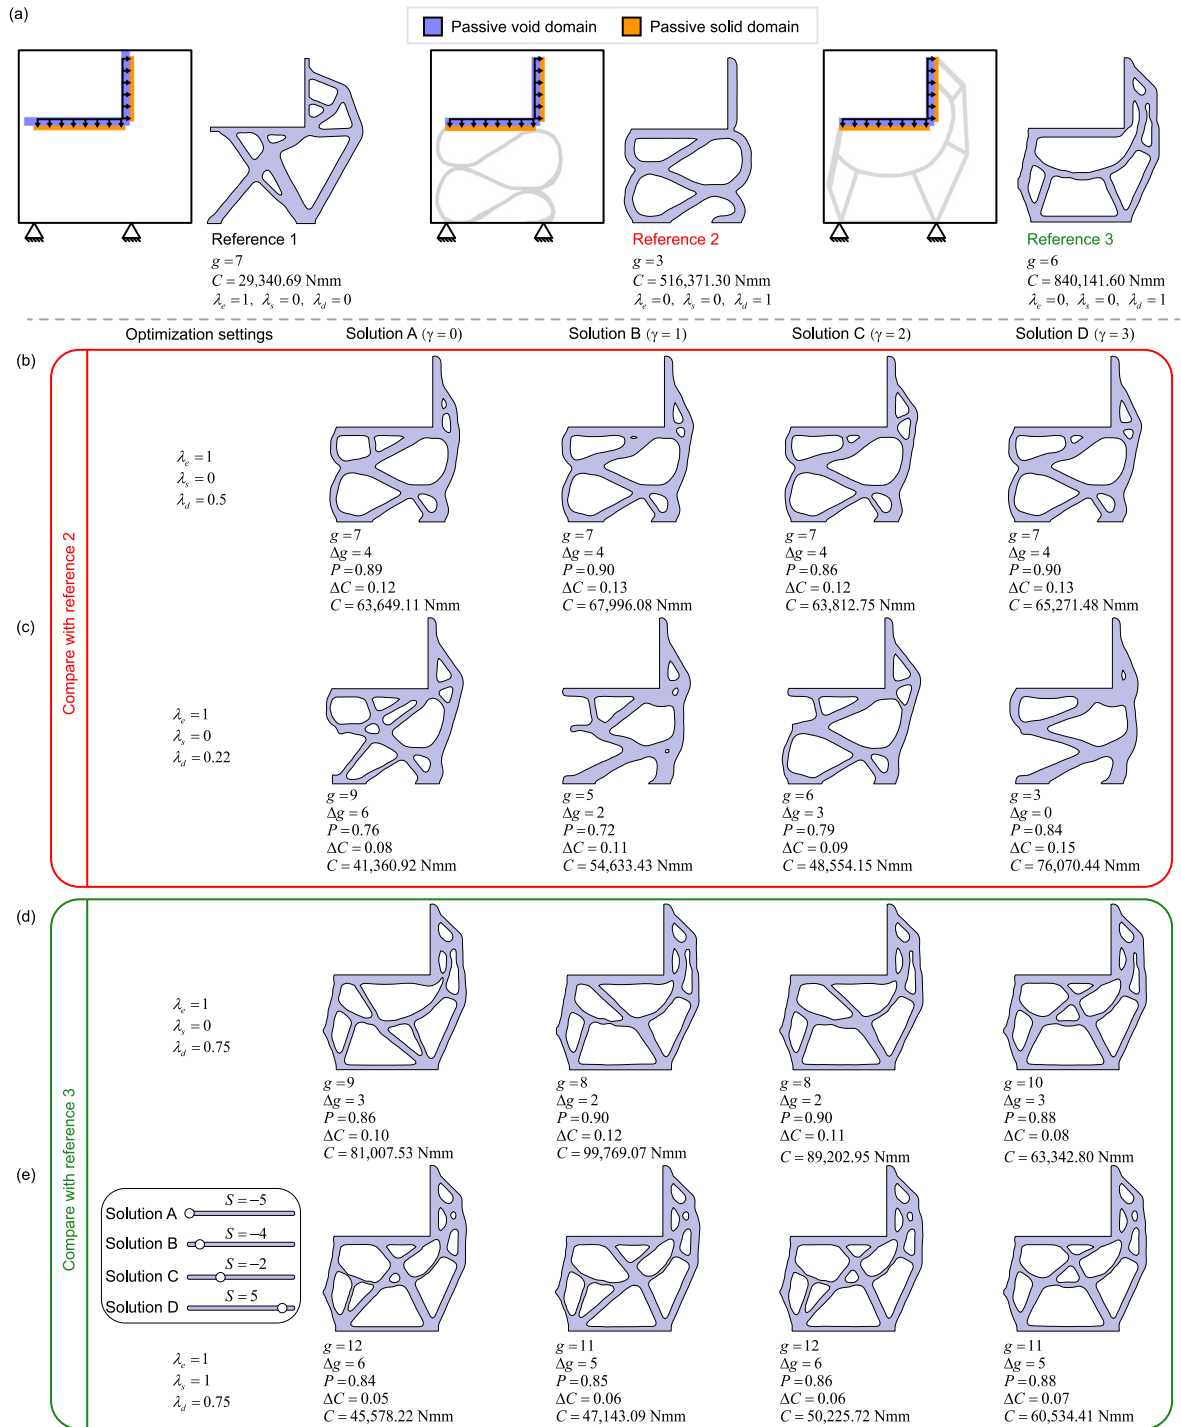 (a)
Passive void domain
Passive solid domain
Reference 1
g = 7
C = 29,340.69 Nmm
λe = 1, λs = 0, λd = 0
Reference 2
g = 3
C = 516,371.30 Nmm
λe = 0, λs = 0, λd = 1
Reference 3
g = 6
C = 840,141.60 Nmm
λe = 0, λs = 0, λd = 1
Optimization settings
Solution A (γ = 0)
Solution B (γ = 1)
Solution C (γ = 2)
Solution D (γ = 3)
Compare with reference 2
(b)
λe = 1
λs = 0
λd = 0.5
g = 7
Δg = 4
P = 0.89
ΔC = 0.12
C = 63,649.11 Nmm
g = 7
Δg = 4
P = 0.90
ΔC = 0.13
C = 67,996.08 Nmm
g = 7
Δg = 4
P = 0.86
ΔC = 0.12
C = 63,812.75 Nmm
g = 7
Δg = 4
P = 0.90
ΔC = 0.13
C = 65,271.48 Nmm
(c)
λe = 1
λs = 0
λd = 0.22
g = 9
Δg = 6
P = 0.76
ΔC = 0.08
C = 41,360.92 Nmm
g = 5
Δg = 2
P = 0.72
ΔC = 0.11
C = 54,633.43 Nmm
g = 6
Δg = 3
P = 0.79
ΔC = 0.09
C = 48,554.15 Nmm
g = 3
Δg = 0
P = 0.84
ΔC = 0.15
C = 76,070.44 Nmm
Compare with reference 3
(d)
λe = 1
λs = 0
λd = 0.75
g = 9
Δg = 3
P = 0.86
ΔC = 0.10
C = 81,007.53 Nmm
g = 8
Δg = 2
P = 0.90
ΔC = 0.12
C = 99,769.07 Nmm
g = 8
Δg = 2
P = 0.90
ΔC = 0.11
C = 89,202.95 Nmm
g = 10
Δg = 3
P = 0.88
ΔC = 0.08
C = 63,342.80 Nmm
(e)
S = −5
Solution A
S = −4
Solution B
S = −2
Solution C
S = 5
Solution D
λe = 1
λs = 1
λd = 0.75
g = 12
Δg = 6
P = 0.84
ΔC = 0.05
C = 45,578.22 Nmm
g = 11
Δg = 5
P = 0.85
ΔC = 0.06
C = 47,143.09 Nmm
g = 12
Δg = 6
P = 0.86
ΔC = 0.06
C = 50,225.72 Nmm
g = 11
Δg = 5
P = 0.88
ΔC = 0.07
C = 60,534.41 Nmm